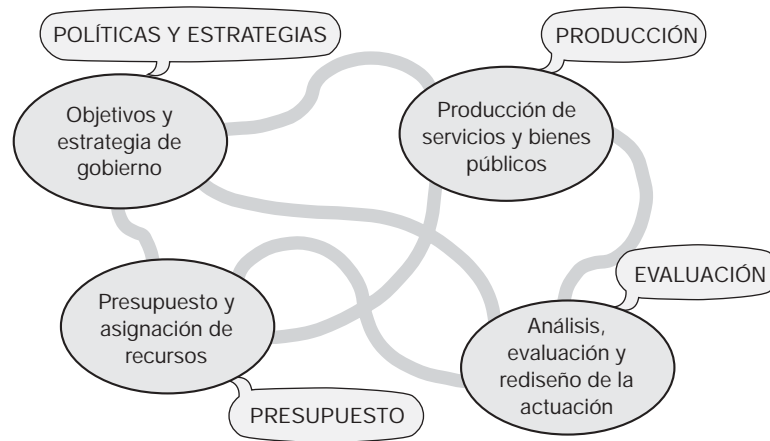 POLÍTICAS Y ESTRATEGIAS
Objetivos y
estrategia de
gobierno
PRODUCCIÓN
Producción de
servicios y bienes
públicos
Presupuesto y
asignación de
recursos
PRESUPUESTO
EVALUACIÓN
Análisis,
evaluación y
rediseño de la
actuación